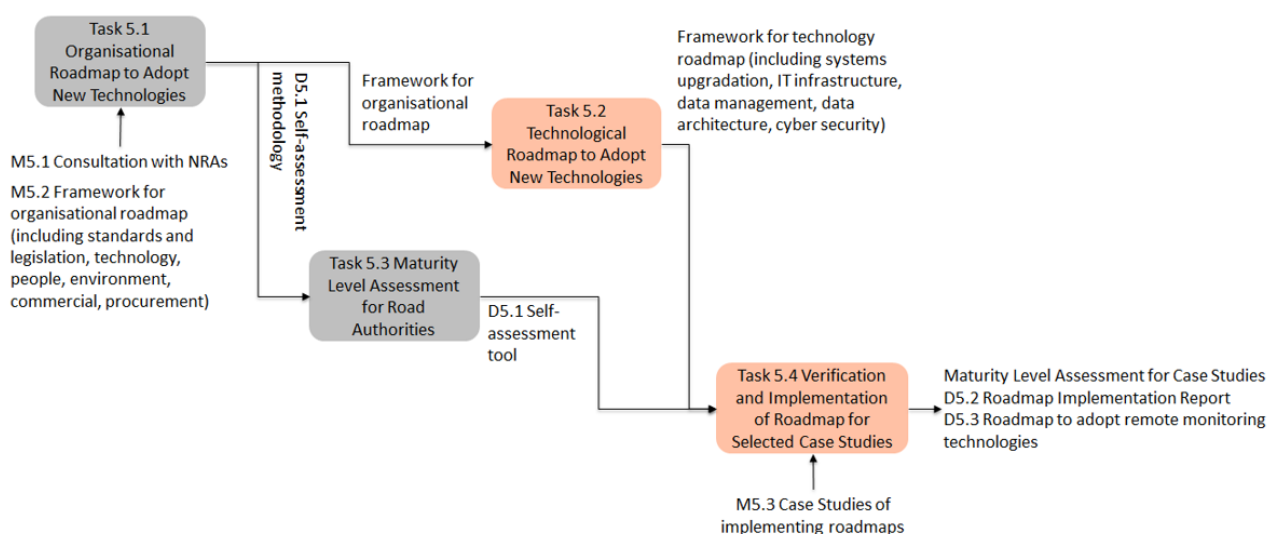 Task 5.1
Organisational
Roadmap to Adopt
New Technologies
M5.1 Consultation with NRAs
M5.2 Framework for
organisational roadmap
(including standards and
legislation, technology,
people, environment,
commercial, procurement)
D5.1 Self-assessment
methodology
Framework for
organisational
roadmap
Task 5.2
Technological
Roadmap to Adopt
New Technologies
Framework for technology
roadmap (including systems
upgradation, IT infrastructure,
data management, data
architecture, cyber security)
Task 5.3 Maturity
Level Assessment
for Road
Authorities
D5.1 Self-
assessment
tool
Task 5.4 Verification
and Implementation
of Roadmap for
Selected Case Studies
Maturity Level Assessment for Case Studies
D5.2 Roadmap Implementation Report
D5.3 Roadmap to adopt remote monitoring
technologies
M5.3 Case Studies of
implementing roadmaps